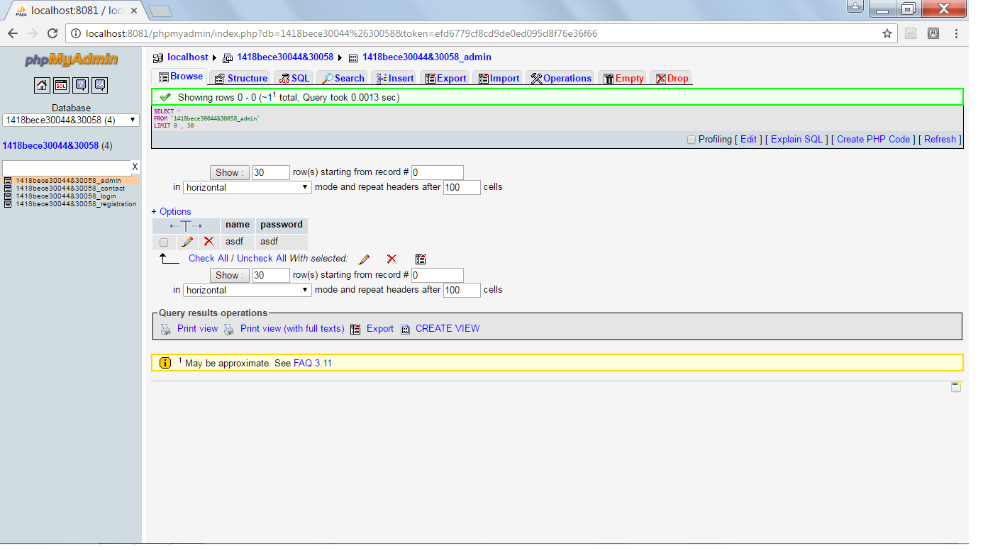 localhost:8081 / loc
localhost:8081/phpmyadmin/index.php?db=1418bece30044%2630058&token=efd6779cf8cd9de0ed095d8f76e36f66
phpMyAdmin
Database
1418bece30044&30058 (4)
1418bece30044&30058 (4)
X
1418bece30044&30058_admin
1418bece30044&30058_contact
1418bece30044&30058_login
1418bece30044&30058_registration
localhost 1418bece30044&30058 1418bece30044&30058_admin
Browse Structure SQL Search Insert Export Import Operations Empty Drop
Showing rows 0 - 0 (~1¹ total, Query took 0.0013 sec)
SELECT *
FROM `1418bece30044&30058_admin`
LIMIT 0 , 30
Profiling [ Edit ] [ Explain SQL ] [ Create PHP Code ] [ Refresh ]
Show : 30 row(s) starting from record # 0
in horizontal mode and repeat headers after 100 cells
+ Options
←T→ name password
asdf asdf
Check All / Uncheck All With selected:
Show : 30 row(s) starting from record # 0
in horizontal mode and repeat headers after 100 cells
Query results operations
Print view Print view (with full texts) Export CREATE VIEW
¹ May be approximate. See FAQ 3.11